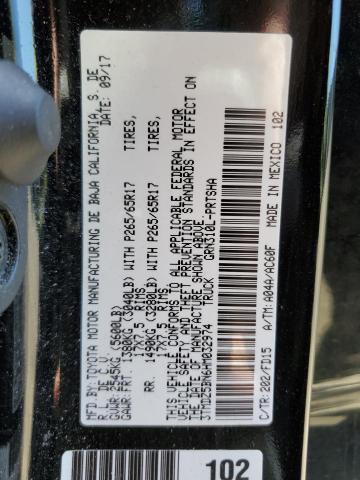 MFD.BY:TOYOTA MOTOR MANUFACTURING DE BAJA CALIFORNIA, S. DE
R. L. DE C.V. DATE: 09/17
GVWR: 2545KG (5600LB)
GAWR: FRT. 1380KG (3040LB) WITH P265/65R17 TIRES,
17X7.5 RIMS,
RR. 1490KG (3280LB) WITH P265/65R17 TIRES,
17X7.5 RIMS,
THIS VEHICLE CONFORMS TO ALL APPLICABLE FEDERAL MOTOR
VEHICLE SAFETY AND THEFT PREVENTION STANDARDS IN EFFECT ON
THE DATE OF MANUFACTURE SHOWN ABOVE.
3TMDZ5BN6HM032974 TRUCK GRN310L-PRTSHA
C/TR: 202/FD15 A/TM: A04A/AC60F MADE IN MEXICO 102
102